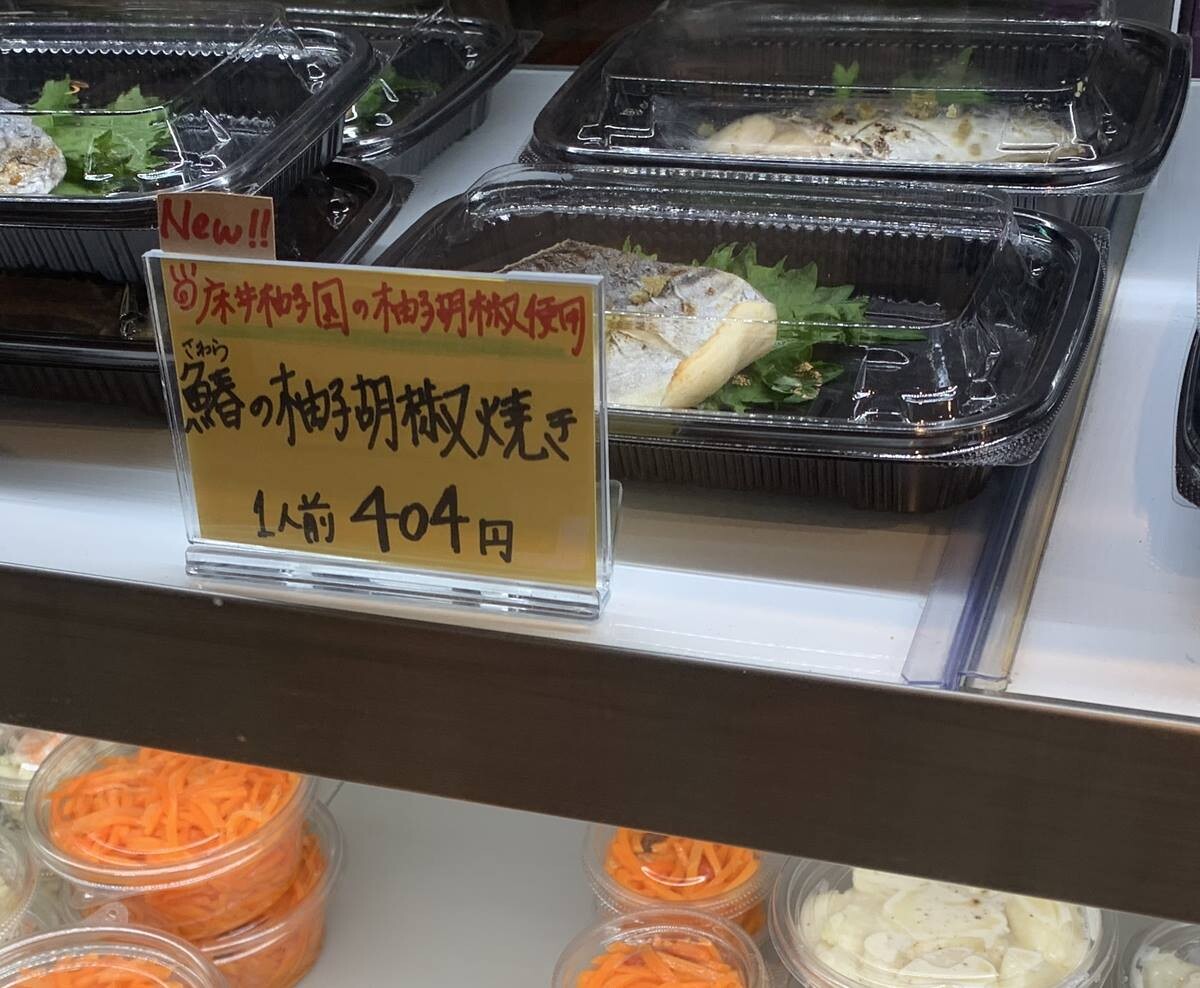 New!!
床牛柚子園の柚子胡椒使用
さわら
鰆の柚子胡椒焼き
1人前 404円